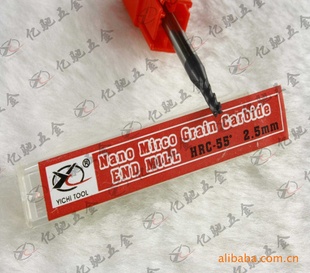 亿驰五金
Nano Mirco Grain Carbide
END MILL HRC-55° 2.5mm
YICHI TOOL
alibaba.com.cn